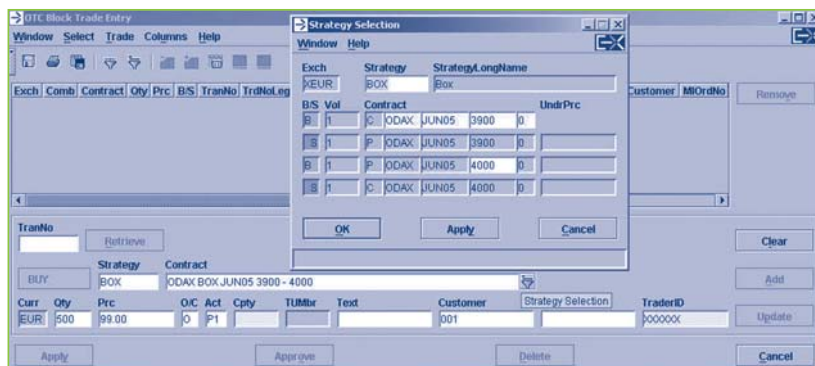 OTC Block Trade Entry
Window Select Trade Columns Help
Exch Comb Contract Qty Prc B/S TranNo TrdNoLeg
Customer MIOrdNo
Remove
Strategy Selection
Window Help
Exch Strategy StrategyLongName
XEUR BOX Box
B/S Vol Contract UndrPrc
B 1 C ODAX JUN05 3900 0
S 1 P ODAX JUN05 3900 0
B 1 P ODAX JUN05 4000 0
S 1 C ODAX JUN05 4000 0
OK Apply Cancel
TranNo
Retrieve Clear
Strategy Contract
BUY BOX ODAX BOX JUN05 3900 - 4000 Add
Strategy Selection
Curr Qty Prc O/C Act Cpty TUMbr Text Customer TraderID
EUR 500 99.00 O P1 001 XXXXXX Update
Apply Approve Delete Cancel